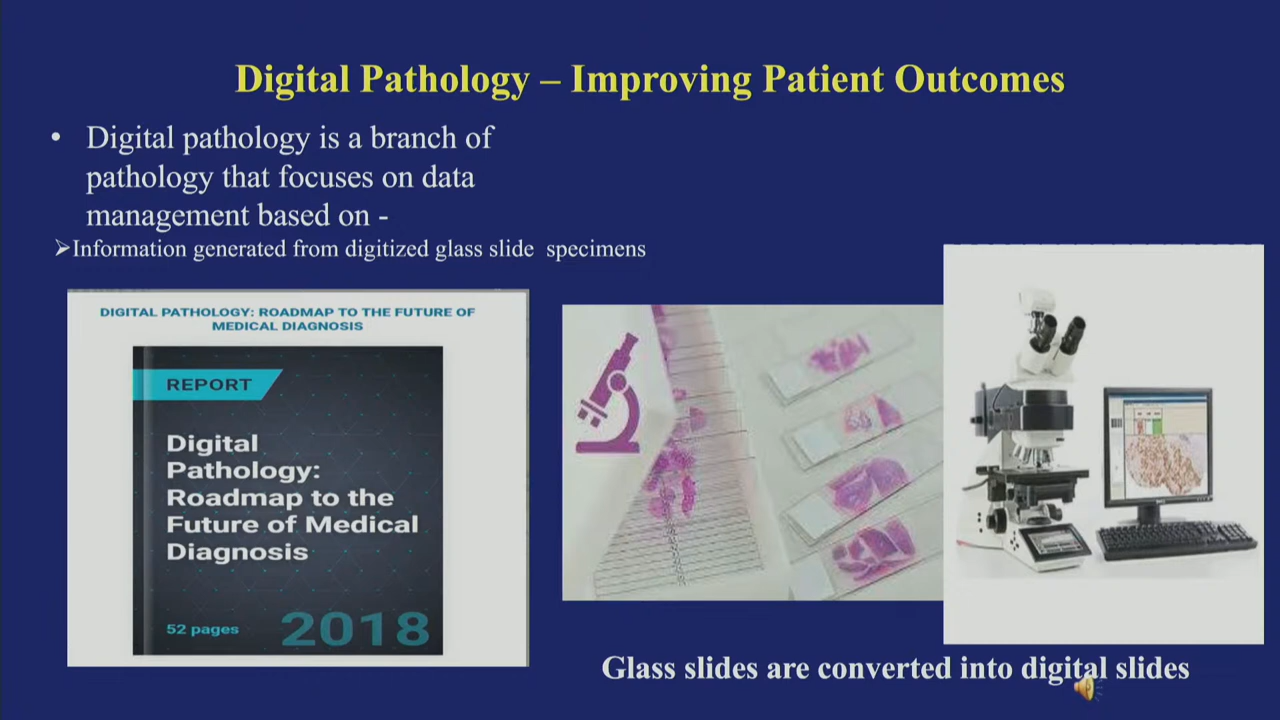 Digital Pathology – Improving Patient Outcomes
• Digital pathology is a branch of
pathology that focuses on data
management based on -
➢Information generated from digitized glass slide specimens
DIGITAL PATHOLOGY: ROADMAP TO THE FUTURE OF
MEDICAL DIAGNOSIS
REPORT
Digital
Pathology:
Roadmap to the
Future of Medical
Diagnosis
52 pages
2018
Glass slides are converted into digital slides